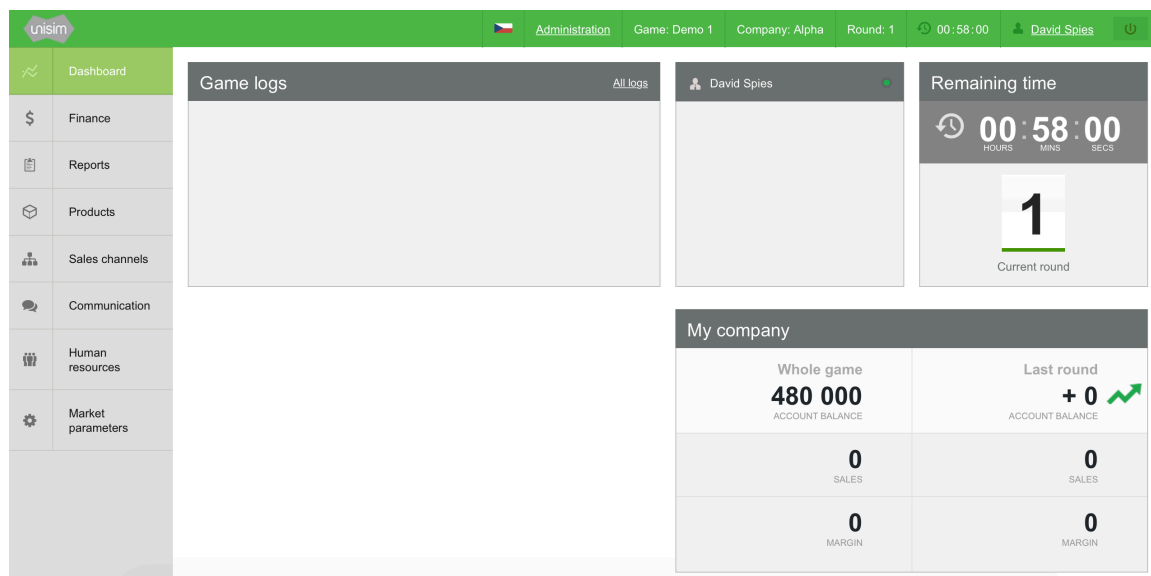 unisim
Administration
Game: Demo 1
Company: Alpha
Round: 1
00:58:00
David Spies
Dashboard
Finance
Reports
Products
Sales channels
Communication
Human
resources
Market
parameters
Game logs
All logs
David Spies
Remaining time
00:58:00
HOURS MINS SECS
1
Current round
My company
Whole game
480 000
ACCOUNT BALANCE
Last round
+ 0
ACCOUNT BALANCE
0
SALES
0
SALES
0
MARGIN
0
MARGIN